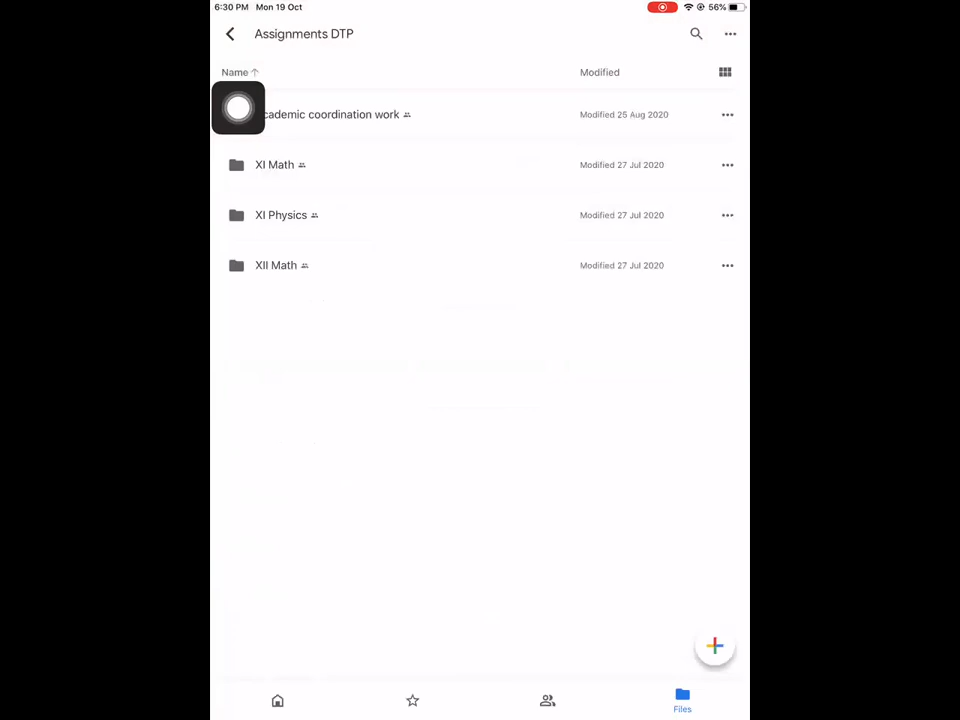 6:30 PM Mon 19 Oct 56%
Assignments DTP
Name Modified
cademic coordination work Modified 25 Aug 2020
XI Math Modified 27 Jul 2020
XI Physics Modified 27 Jul 2020
XII Math Modified 27 Jul 2020
Files